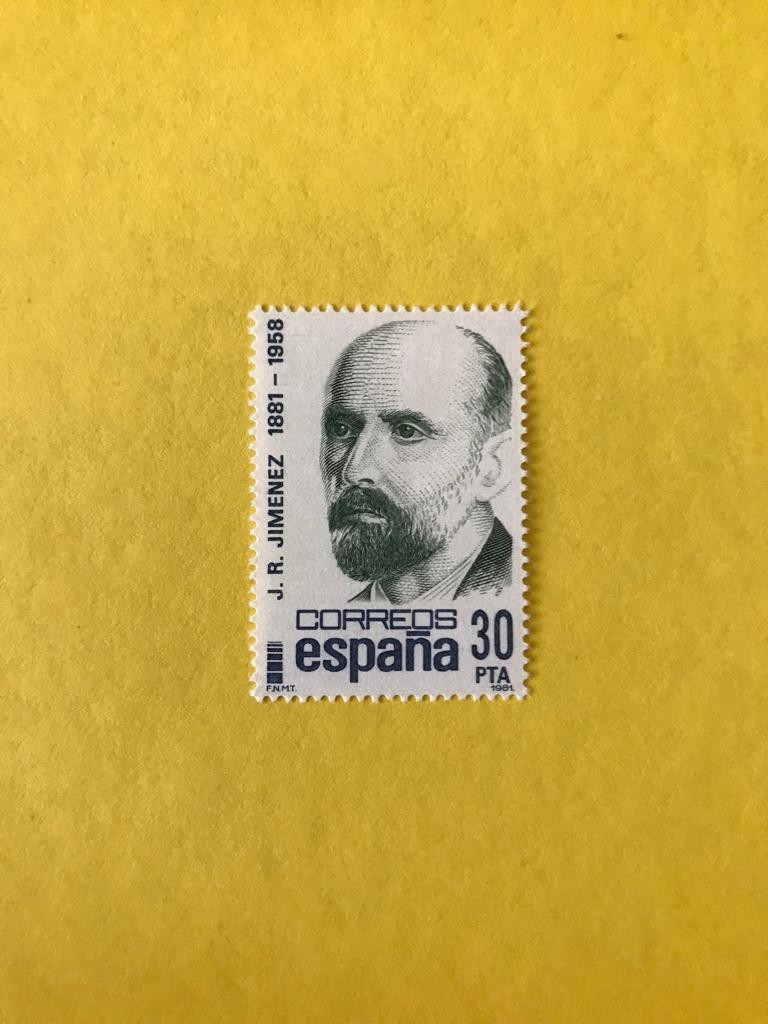 J. R. JIMENEZ 1881 – 1958
CORREOS
españa
30
PTA
F.N.M.T.
1981.